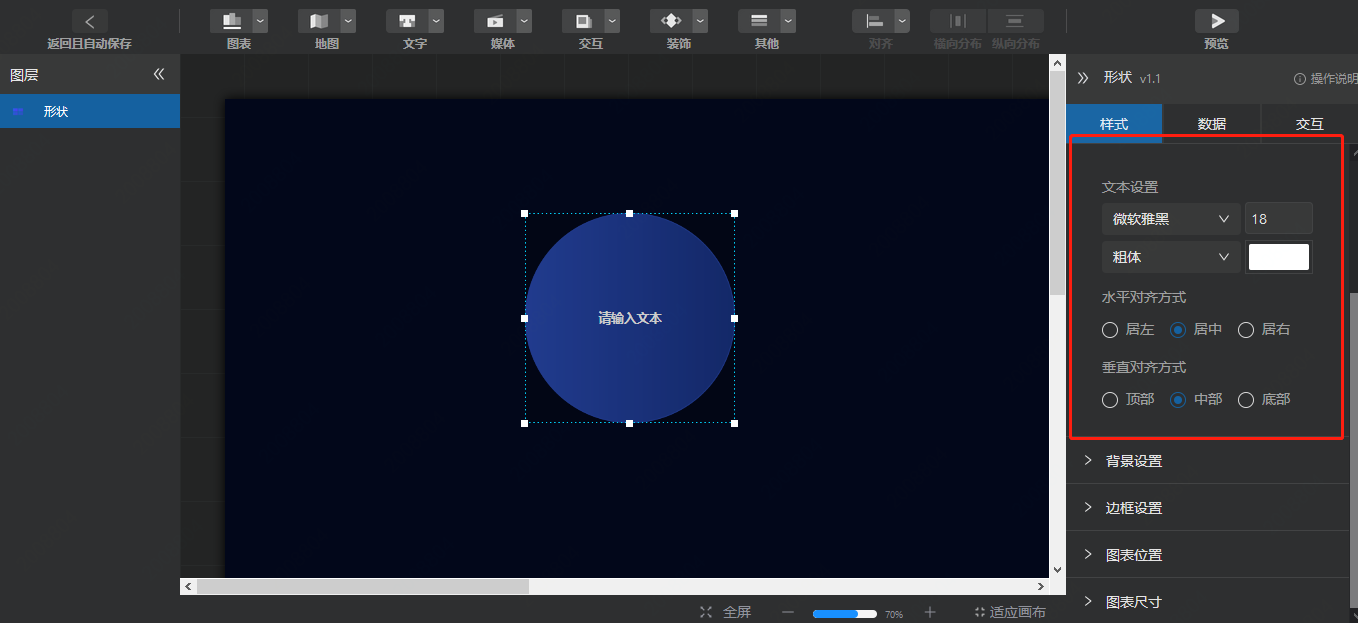 返回且自动保存 图表 地图 文字 媒体 交互 装饰 其他 对齐 横向分布 纵向分布 预览
图层
形状
请输入文本
形状 v1.1 操作说明
样式 数据 交互
文本设置
微软雅黑 18
粗体
水平对齐方式
居左 居中 居右
垂直对齐方式
顶部 中部 底部
背景设置
边框设置
图表位置
图表尺寸
全屏 70% 适应画布